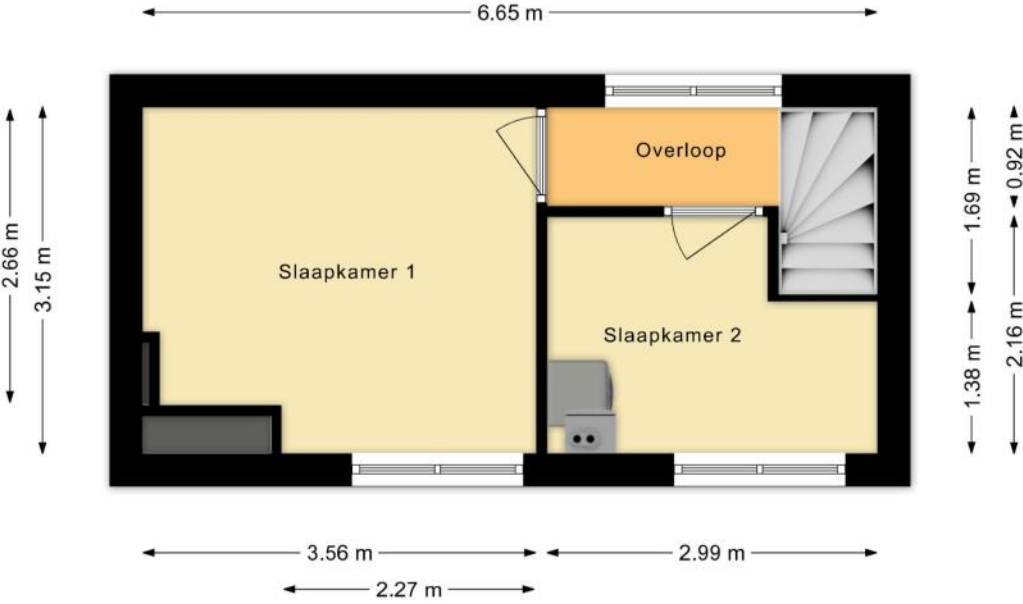 6.65 m
Overloop
Slaapkamer 1
Slaapkamer 2
2.66 m
3.15 m
1.69 m
0.92 m
1.38 m
2.16 m
3.56 m
2.99 m
2.27 m